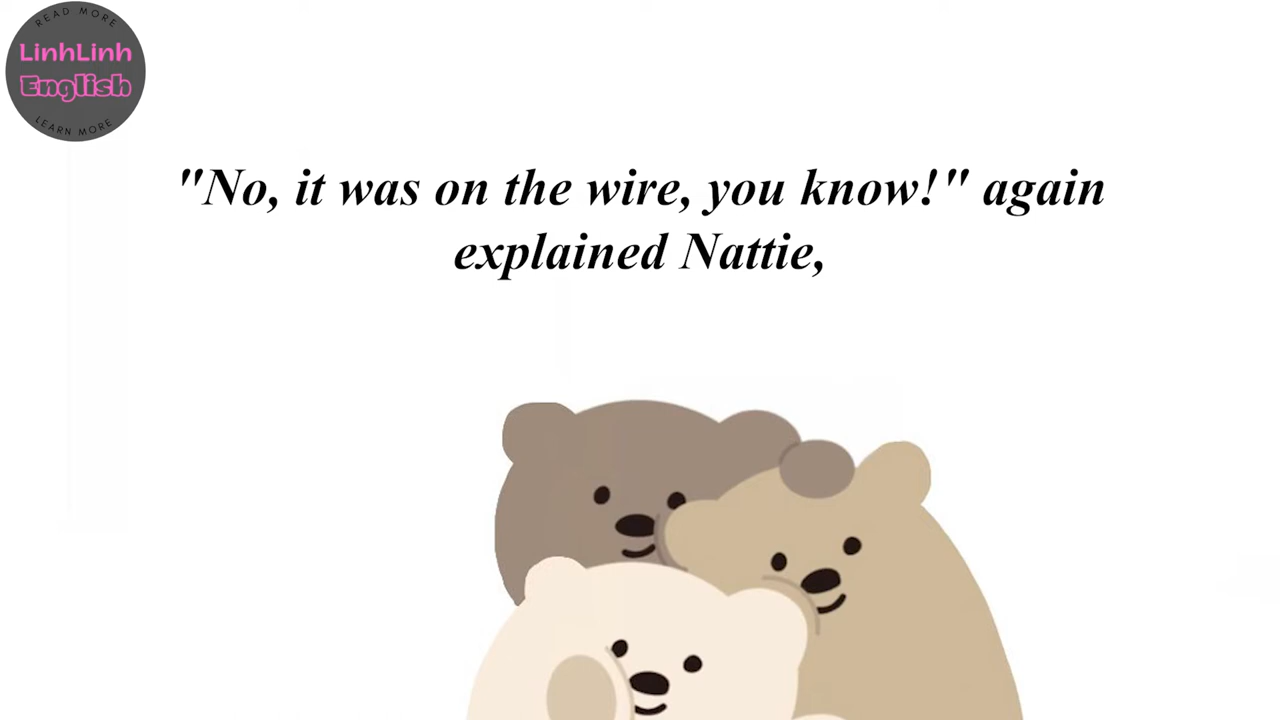 READ MORE
LinhLinh
English
LEARN MORE
"No, it was on the wire, you know!" again
explained Nattie,